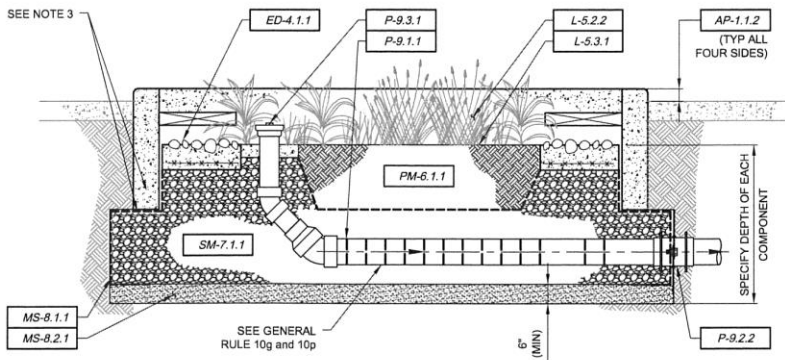 SEE NOTE 3
ED-4.1.1
P-9.3.1
P-9.1.1
L-5.2.2
L-5.3.1
AP-1.1.2
(TYP ALL
FOUR SIDES)
PM-6.1.1
SM-7.1.1
SPECIFY DEPTH OF EACH
COMPONENT
MS-8.1.1
MS-8.2.1
SEE GENERAL
RULE 10g and 10p
6"
(MIN)
P-9.2.2